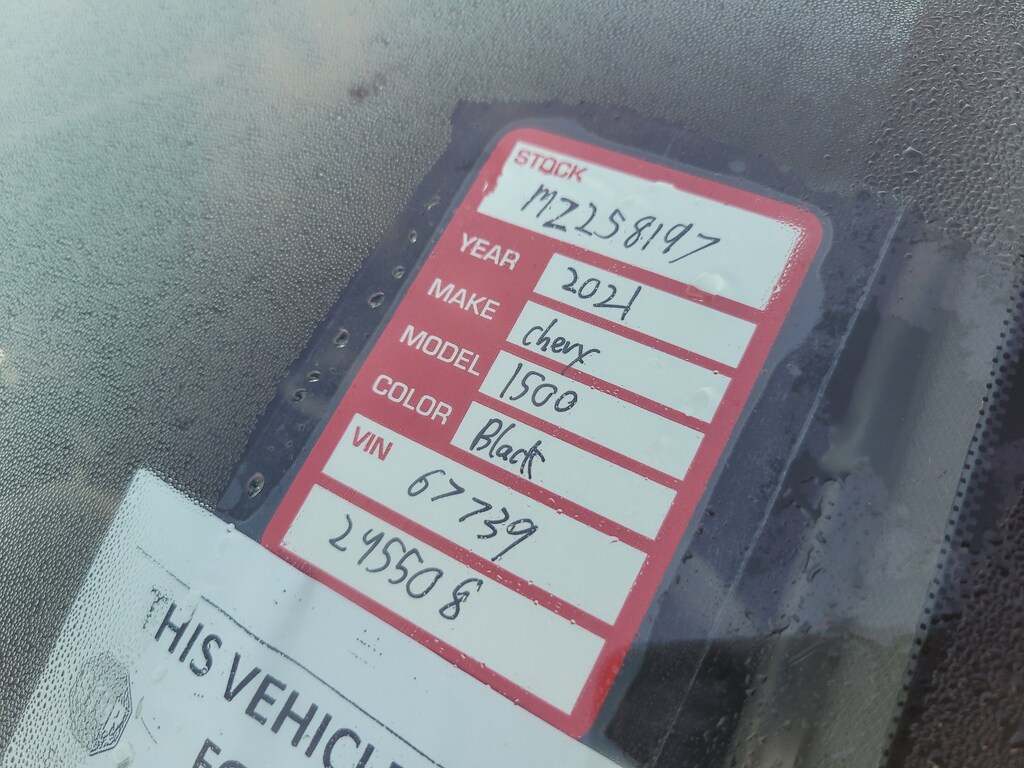 STOCK
MZ258197
YEAR 2021
MAKE chevy
MODEL 1500
COLOR Black
VIN
67739
245508
THIS VEHICLE